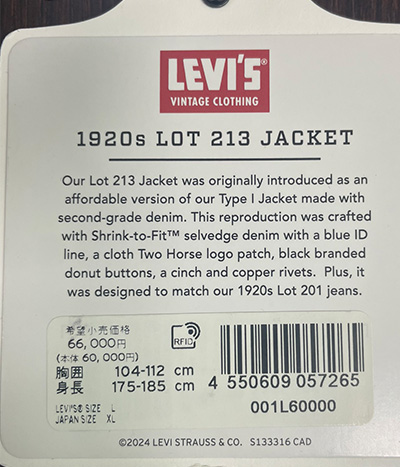 LEVI'S®
VINTAGE CLOTHING
1920s LOT 213 JACKET
Our Lot 213 Jacket was originally introduced as an
affordable version of our Type I Jacket made with
second-grade denim. This reproduction was crafted
with Shrink-to-Fit™ selvedge denim with a blue ID
line, a cloth Two Horse logo patch, black branded
donut buttons, a cinch and copper rivets. Plus, it
was designed to match our 1920s Lot 201 jeans.
希望小売価格
66,000円
(本体 60,000円)
RFID
胸囲 104-112 cm
身長 175-185 cm
4 550609 057265
LEVI'S® SIZE L
JAPAN SIZE XL
001L60000
©2024 LEVI STRAUSS & CO. S133316 CAD